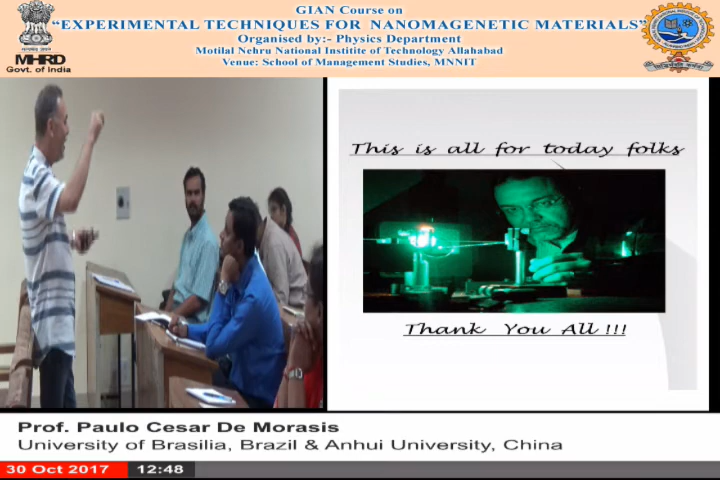 GIAN Course on
“EXPERIMENTAL TECHNIQUES FOR NANOMAGENETIC MATERIALS”
Organised by:- Physics Department
Motilal Nehru National Institite of Technology Allahabad
Venue: School of Management Studies, MNNIT
MHRD
Govt. of India
This is all for today folks
Thank You All !!!
Prof. Paulo Cesar De Morasis
University of Brasilia, Brazil & Anhui University, China
30 Oct 2017 12:48